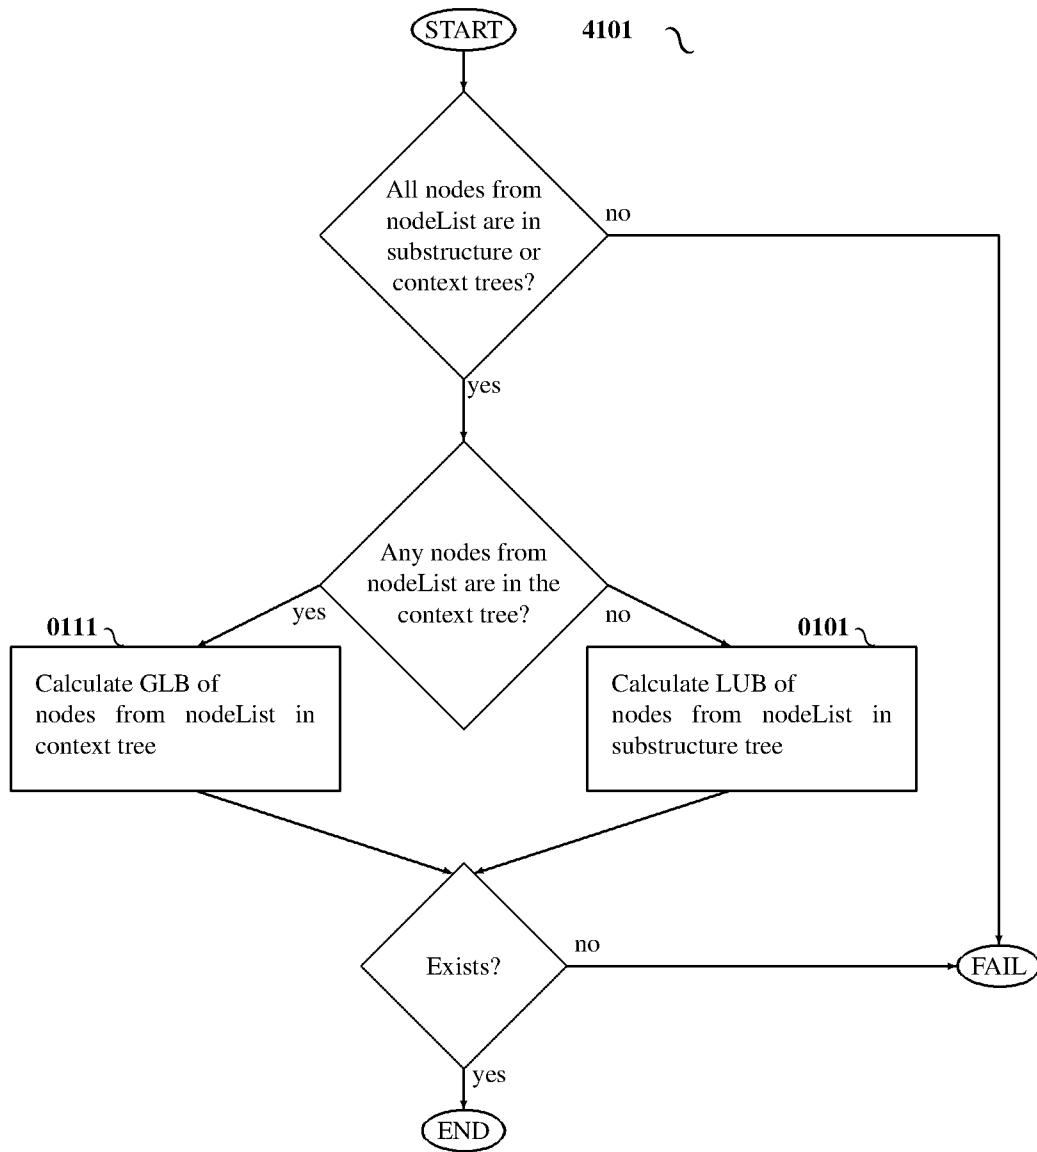 START
4101
All nodes from
nodeList are in
substructure or
context trees?
no
yes
Any nodes from
nodeList are in the
context tree?
yes
no
0111
0101
Calculate GLB of
nodes from nodeList in
context tree
Calculate LUB of
nodes from nodeList in
substructure tree
Exists?
no
FAIL
yes
END